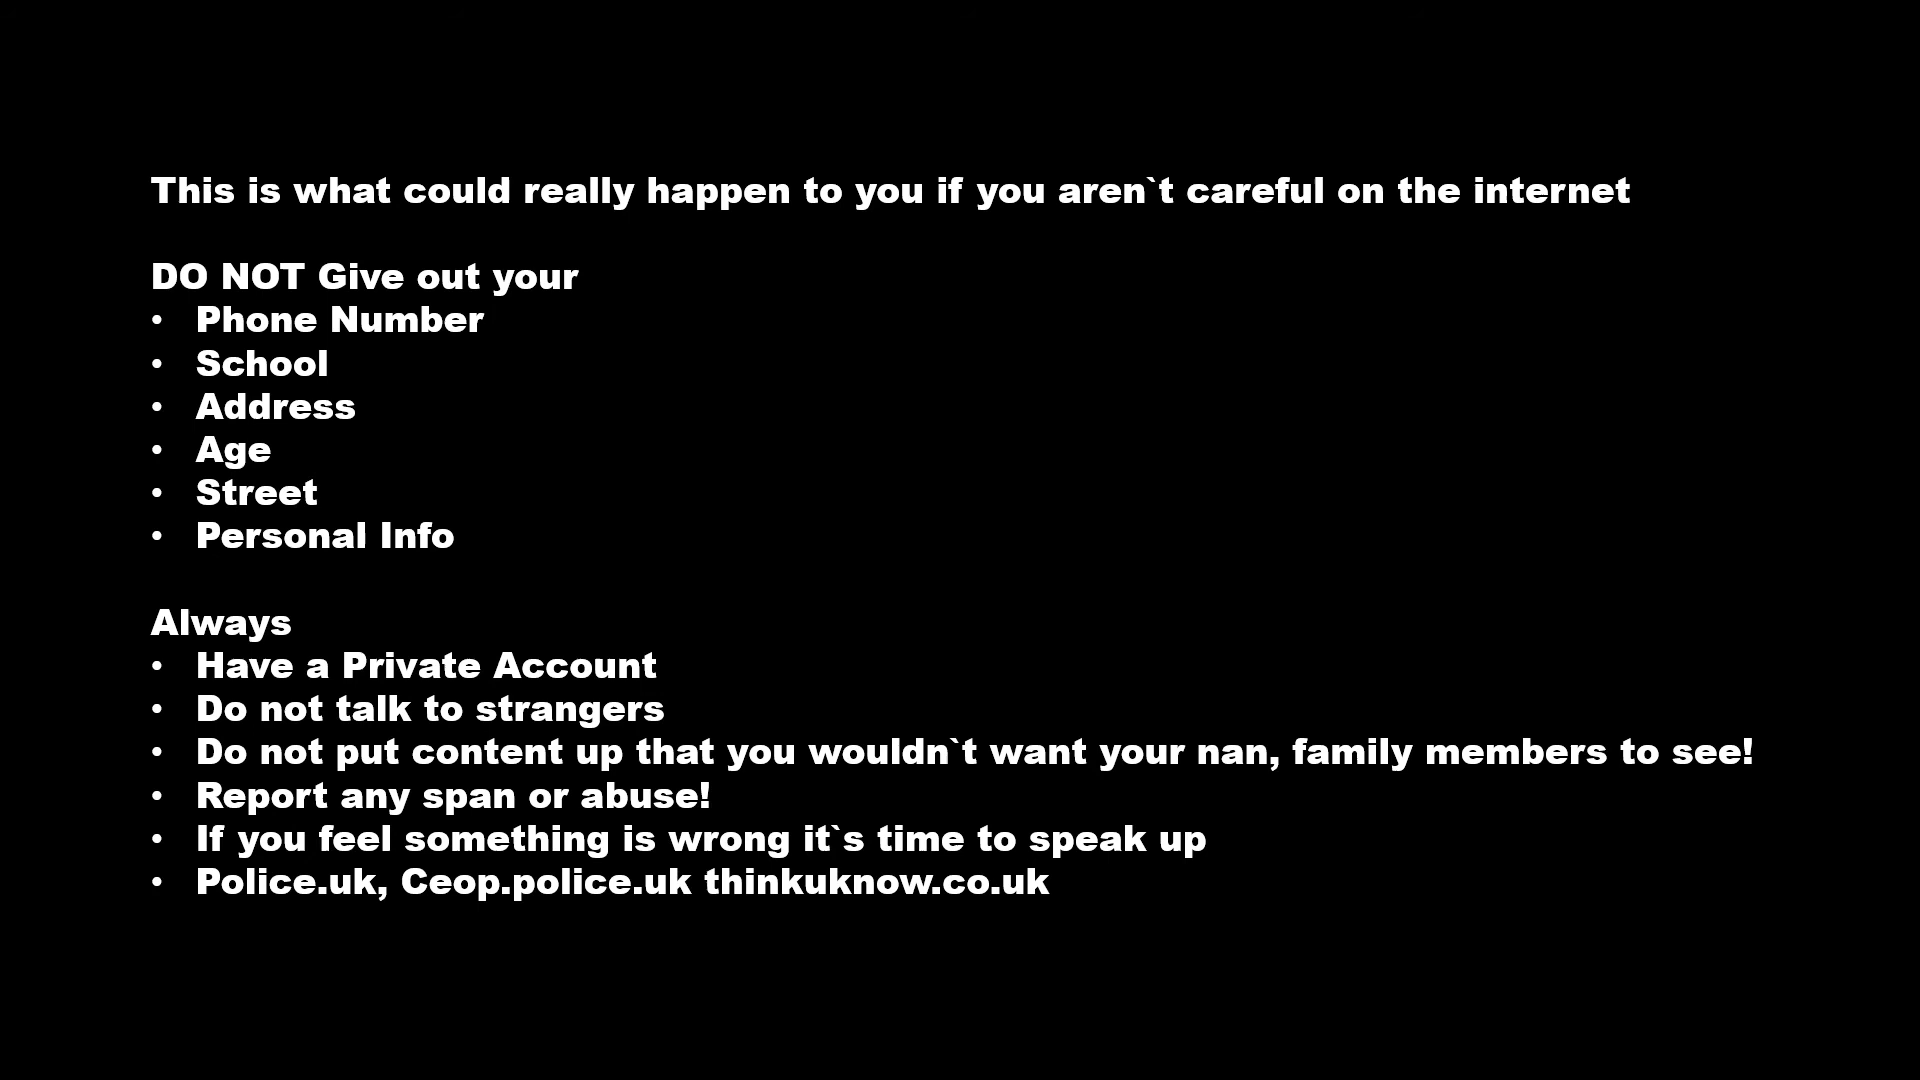 This is what could really happen to you if you aren`t careful on the internet
DO NOT Give out your
• Phone Number
• School
• Address
• Age
• Street
• Personal Info
Always
• Have a Private Account
• Do not talk to strangers
• Do not put content up that you wouldn`t want your nan, family members to see!
• Report any span or abuse!
• If you feel something is wrong it`s time to speak up
• Police.uk, Ceop.police.uk thinkuknow.co.uk